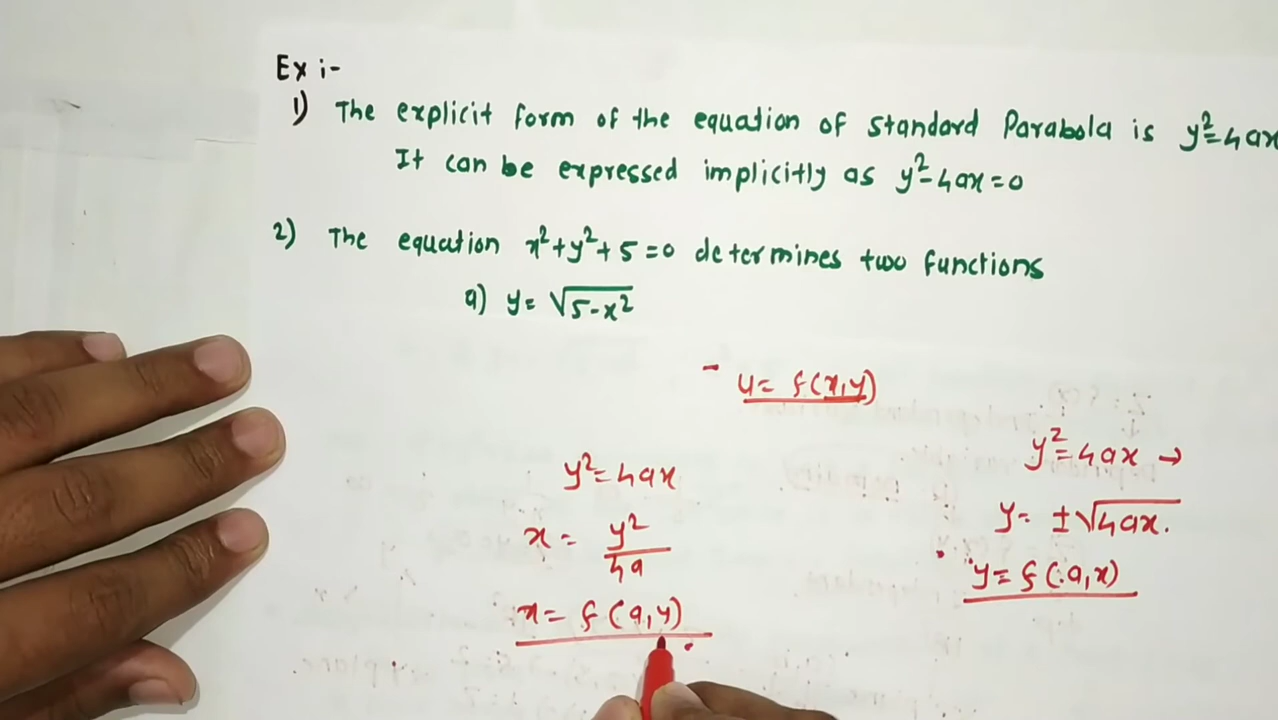 Ex :-
1) The explicit form of the equation of standard Parabola is y²=4ax
It can be expressed implicitly as y²-4ax=0
2) The equation x²+y²+5=0 determines two functions
a) y= √5-x²
u= f(x,y)
y²=4ax
x= y²/4a
x= f(a,y)
y²=4ax →
y= ±√4ax.
y= f(a,x)